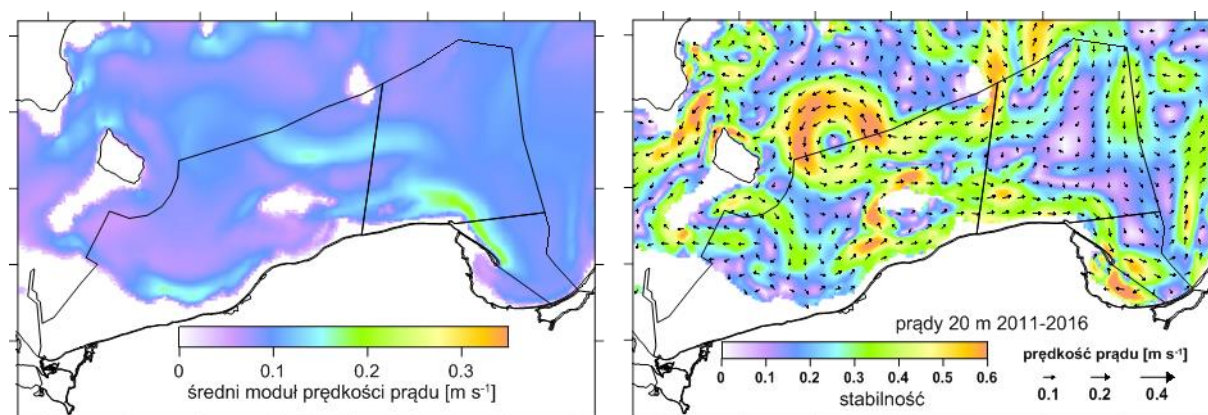 0 0.1 0.2 0.3
średni moduł prędkości prądu [m s⁻¹]
prądy 20 m 2011-2016
0 0.1 0.2 0.3 0.4 0.5 0.6
stabilność
prędkość prądu [m s⁻¹]
0.1 0.2 0.4